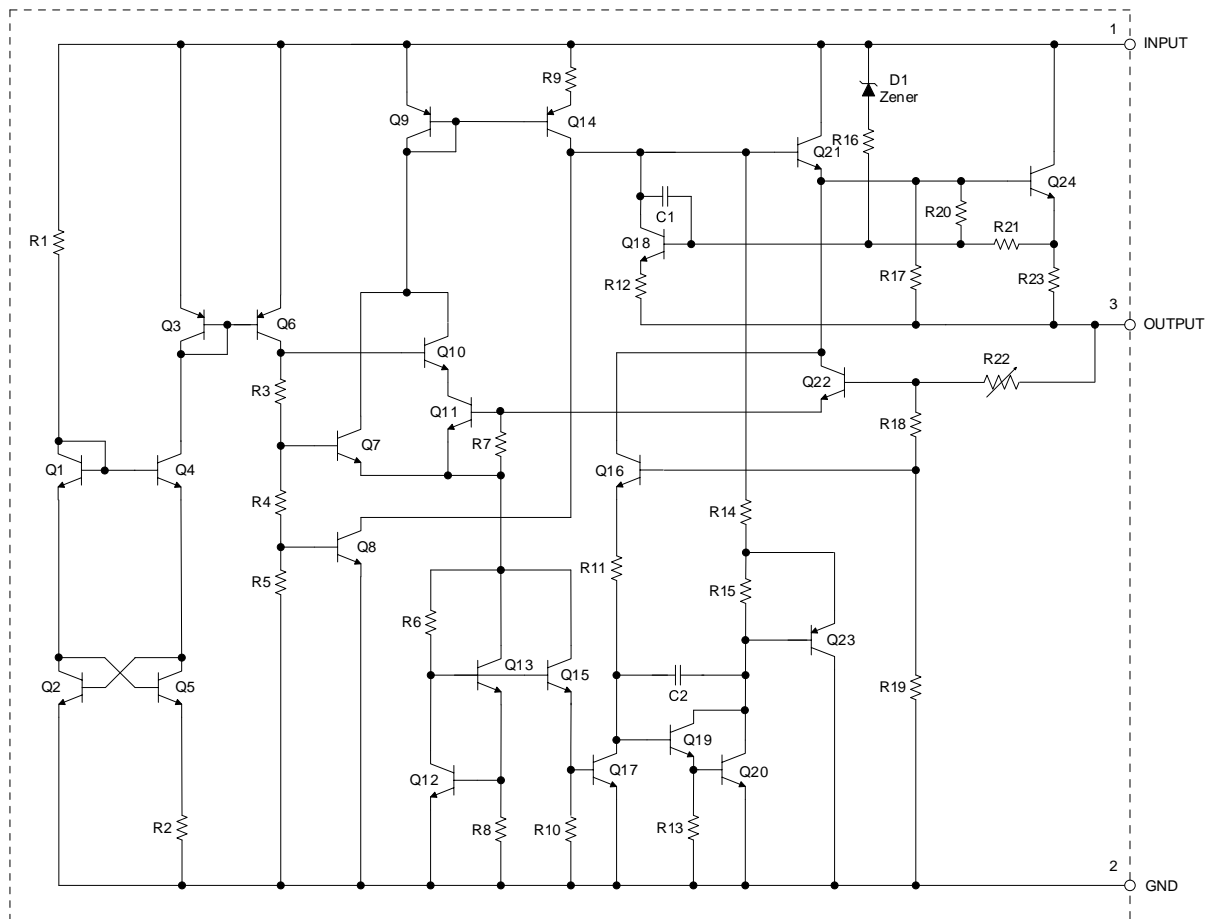 1
INPUT
R9
D1
Zener
Q9
Q14
R16
Q21
Q24
C1
R20
R1
Q18
R21
R12
R17
R23
3
OUTPUT
Q3
Q6
Q10
R22
R3
Q22
Q11
R7
R18
Q7
Q1
Q4
Q16
R4
R14
Q8
R11
R5
R15
R6
Q23
Q13
Q15
Q2
Q5
R19
C2
Q19
Q12
Q17
Q20
R2
R8
R10
R13
2
GND